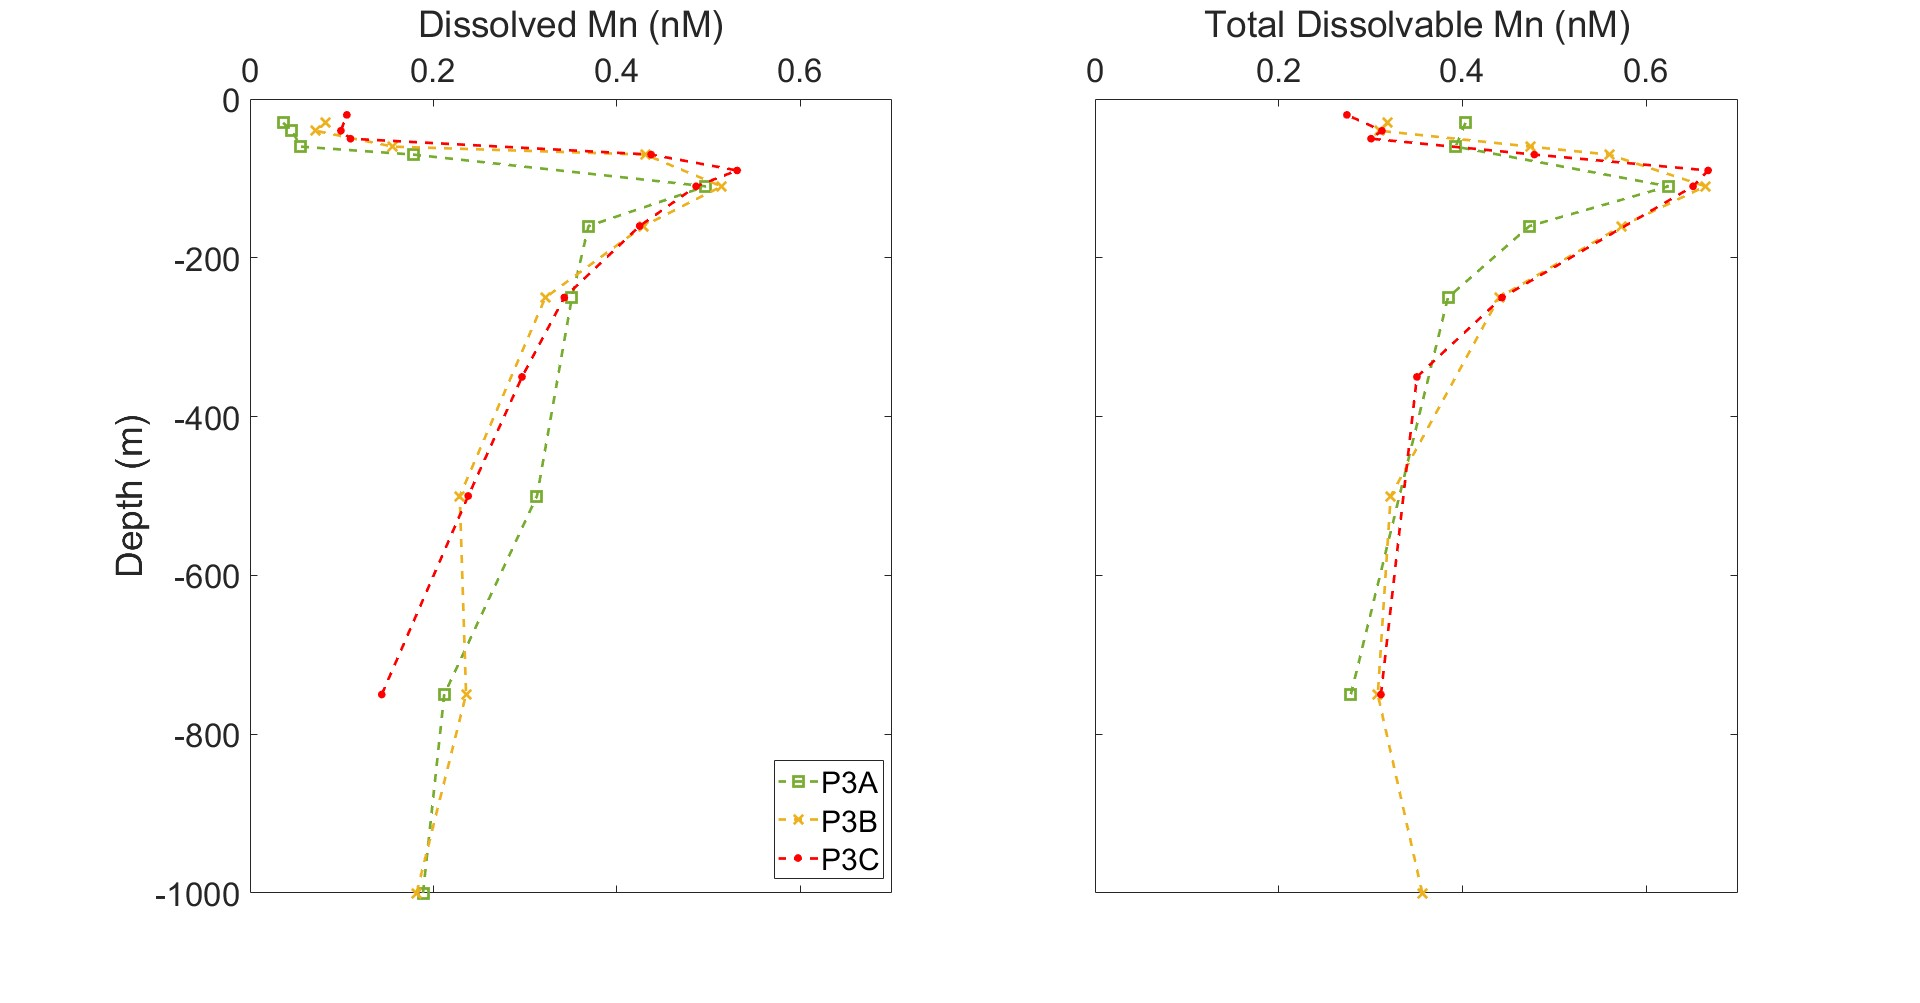 Dissolved Mn (nM)
Total Dissolvable Mn (nM)
0 0.2 0.4 0.6
0 0.2 0.4 0.6
0
-200
-400
-600
-800
-1000
Depth (m)
P3A
P3B
P3C